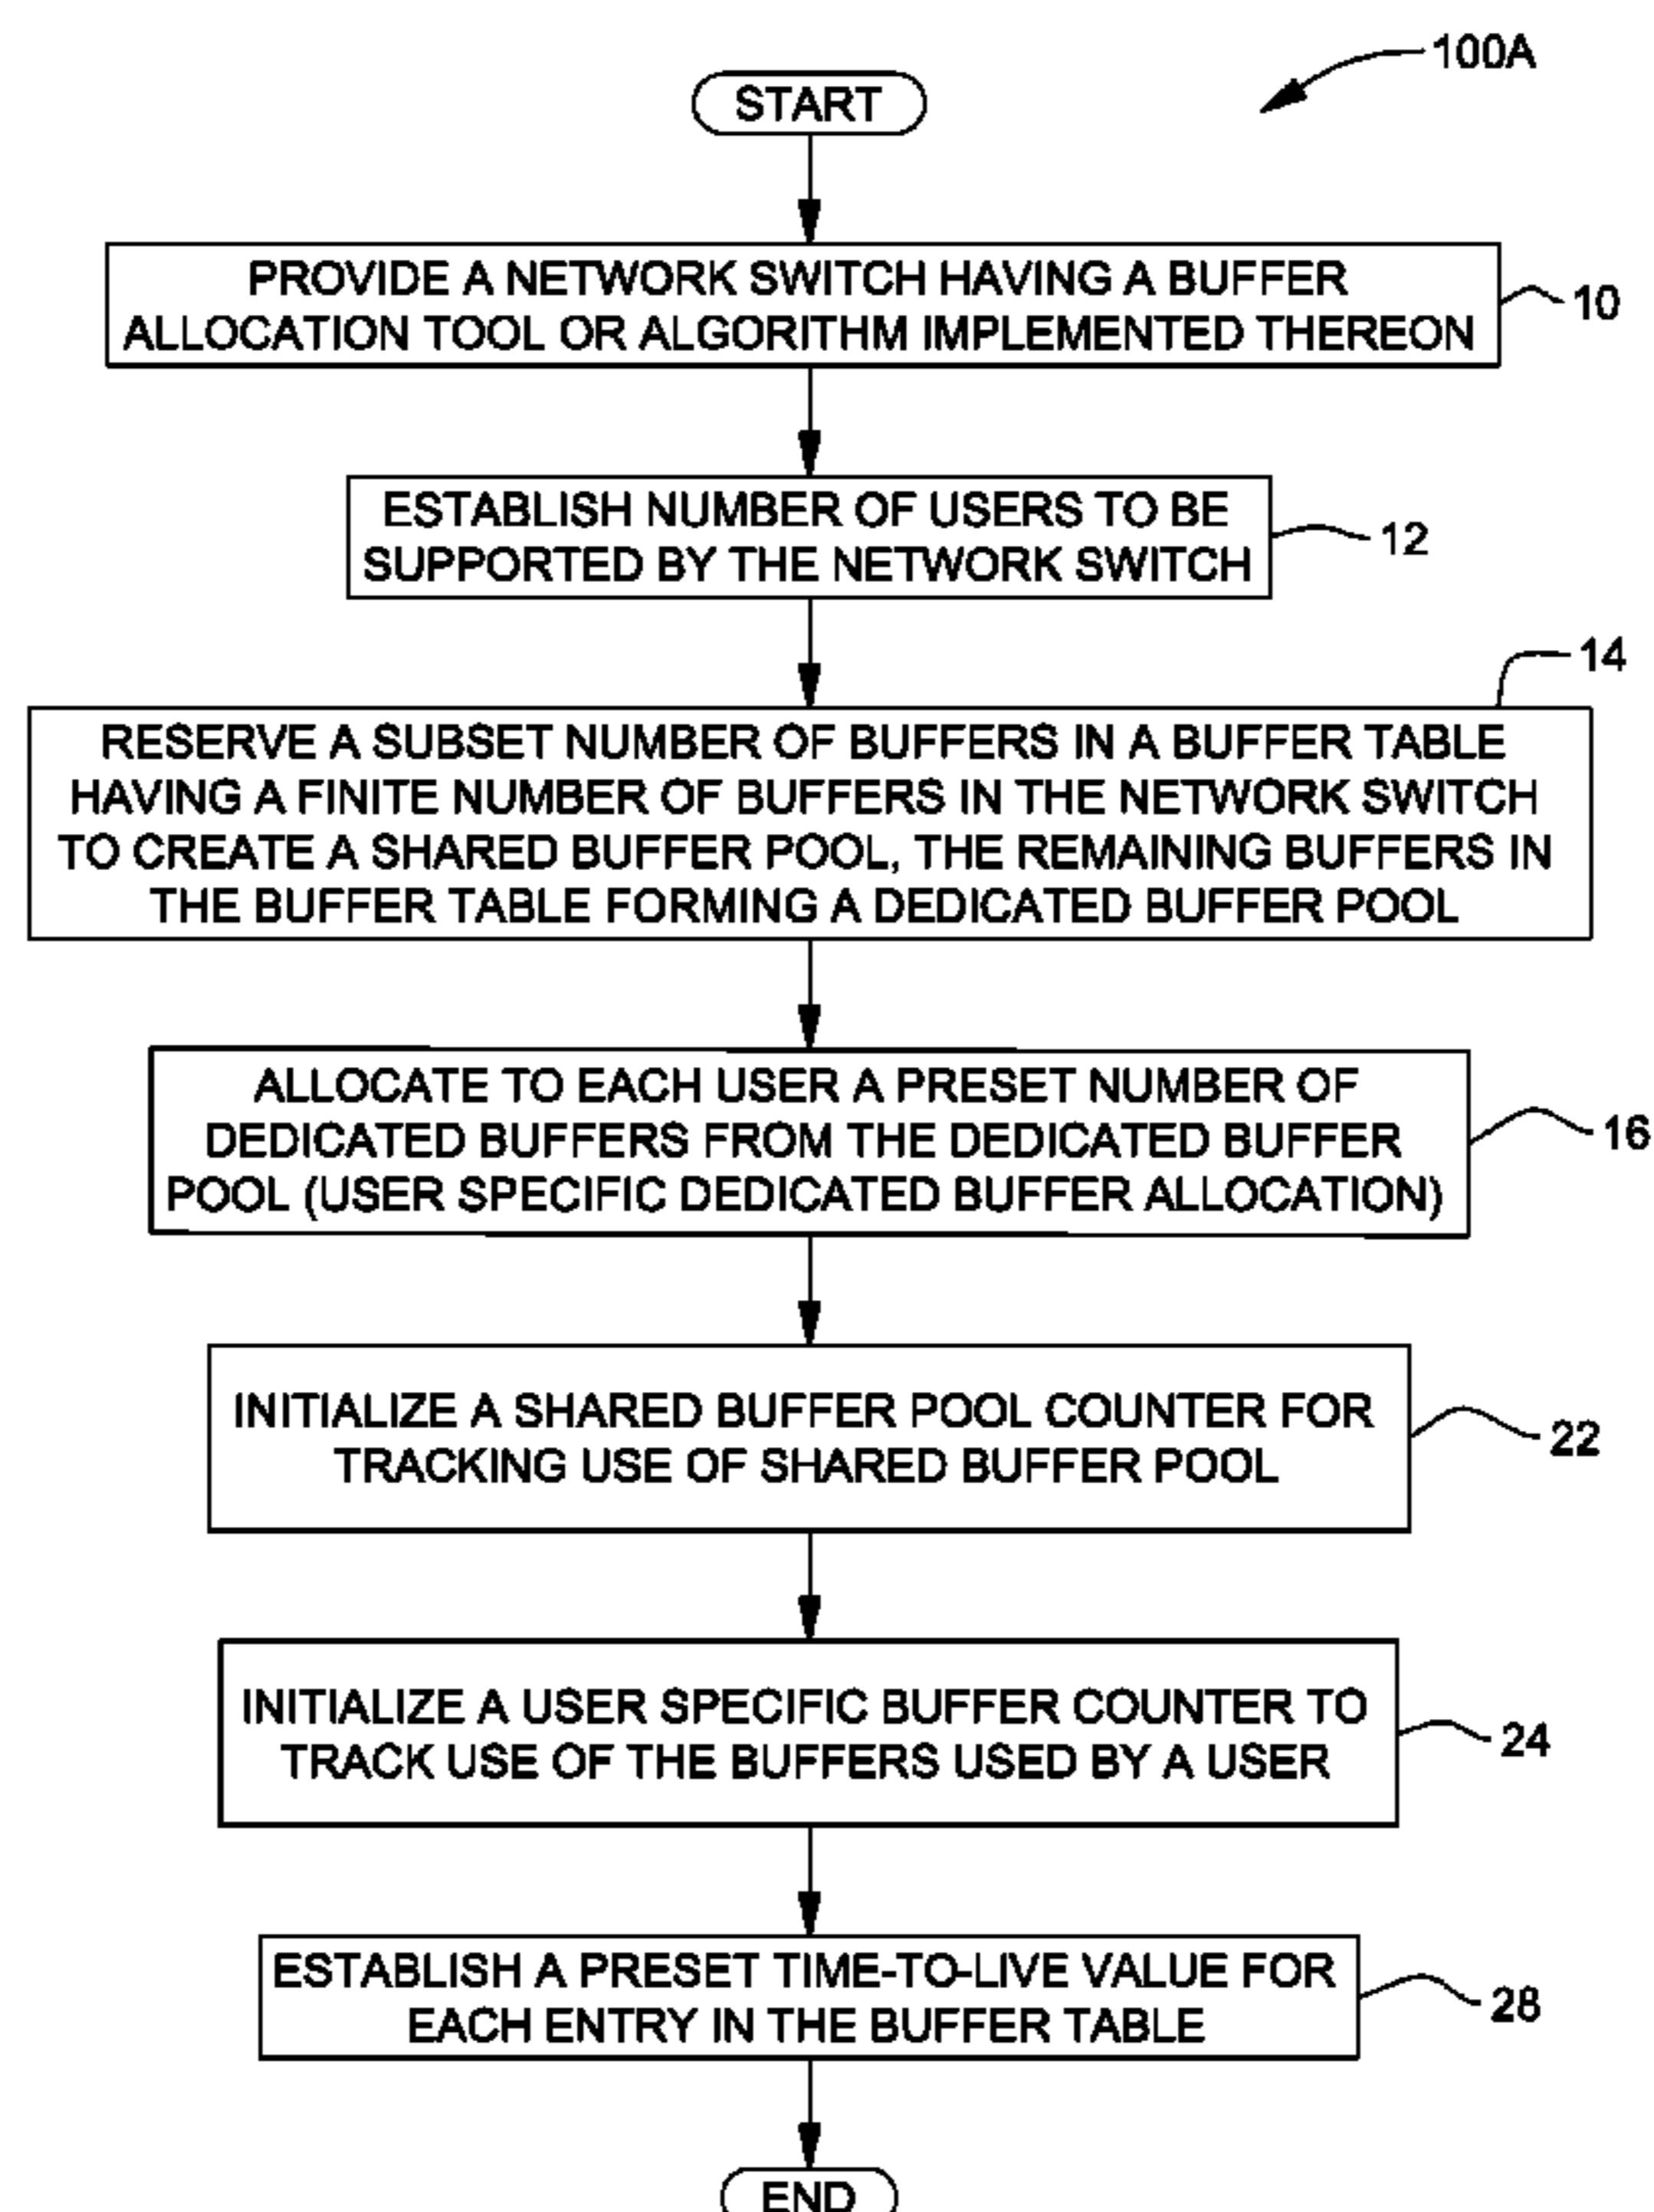 100A
START
PROVIDE A NETWORK SWITCH HAVING A BUFFER
ALLOCATION TOOL OR ALGORITHM IMPLEMENTED THEREON
10
ESTABLISH NUMBER OF USERS TO BE
SUPPORTED BY THE NETWORK SWITCH
12
14
RESERVE A SUBSET NUMBER OF BUFFERS IN A BUFFER TABLE
HAVING A FINITE NUMBER OF BUFFERS IN THE NETWORK SWITCH
TO CREATE A SHARED BUFFER POOL, THE REMAINING BUFFERS IN
THE BUFFER TABLE FORMING A DEDICATED BUFFER POOL
ALLOCATE TO EACH USER A PRESET NUMBER OF
DEDICATED BUFFERS FROM THE DEDICATED BUFFER
POOL (USER SPECIFIC DEDICATED BUFFER ALLOCATION)
16
INITIALIZE A SHARED BUFFER POOL COUNTER FOR
TRACKING USE OF SHARED BUFFER POOL
22
INITIALIZE A USER SPECIFIC BUFFER COUNTER TO
TRACK USE OF THE BUFFERS USED BY A USER
24
ESTABLISH A PRESET TIME-TO-LIVE VALUE FOR
EACH ENTRY IN THE BUFFER TABLE
28
END